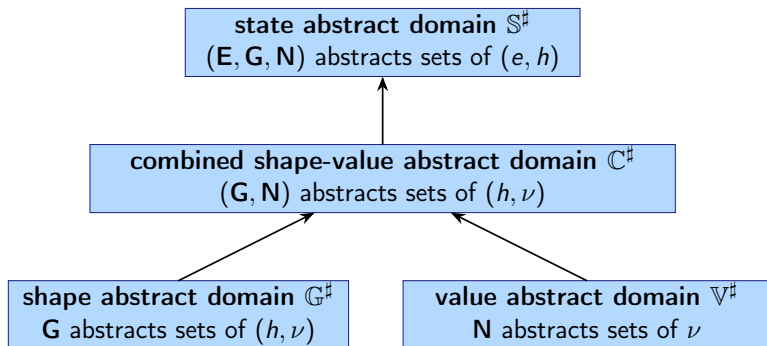 state abstract domain 𝕊♯
(E, G, N) abstracts sets of (e, h)
combined shape-value abstract domain ℂ♯
(G, N) abstracts sets of (h, ν)
shape abstract domain 𝔾♯
G abstracts sets of (h, ν)
value abstract domain 𝕍♯
N abstracts sets of ν